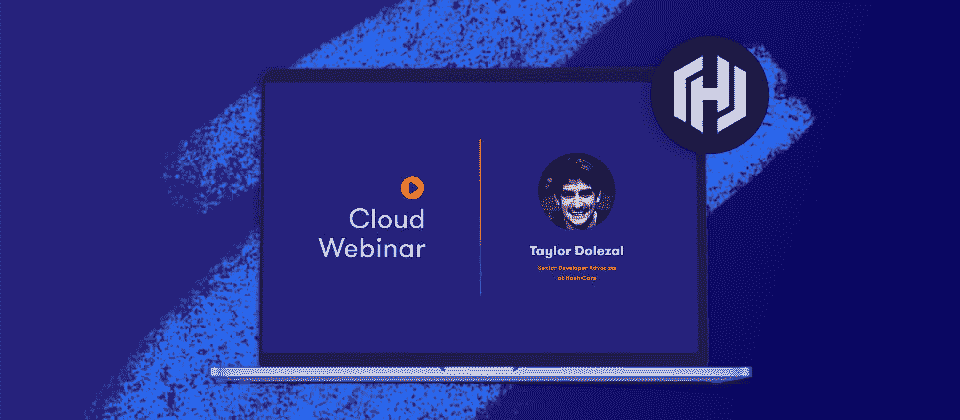 Cloud
Webinar
Taylor Dolezal
Senior Developer Advocate
at HashiCorp